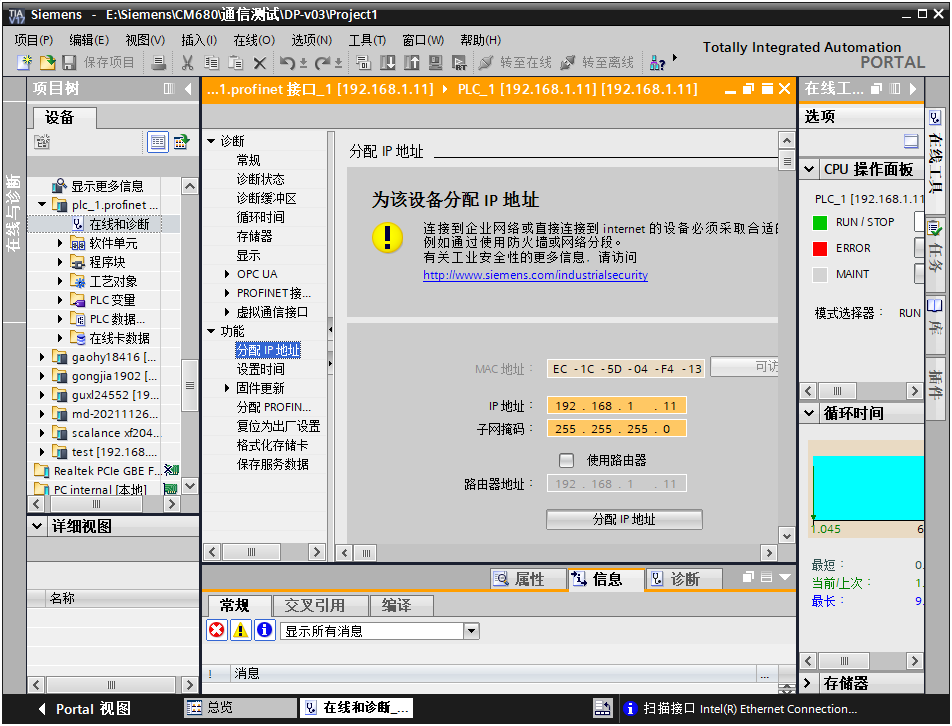 Siemens - E:\Siemens\CM680\通信测试\DP-v03\Project1
项目(P) 编辑(E) 视图(V) 插入(I) 在线(O) 选项(N) 工具(T) 窗口(W) 帮助(H)
Totally Integrated Automation
PORTAL
保存项目 转至在线 转至离线
项目树
...1.profinet 接口_1 [192.168.1.11] PLC_1 [192.168.1.11] [192.168.1.11]
在线工...
设备
选项
显示更多信息
plc_1.profinet ...
在线和诊断
软件单元
程序块
工艺对象
PLC 变量
PLC 数据...
在线卡数据
gaohy18416 [...
gongjia1902 [...
guxl24552 [19...
md-20211126...
scalance xf204...
test [192.168....
Realtek PCIe GBE F...
PC internal [本地]
详细视图
名称
在线与诊断
诊断
常规
诊断状态
诊断缓冲区
循环时间
存储器
显示
OPC UA
PROFINET接...
虚拟通信接口
功能
分配 IP 地址
设置时间
固件更新
分配 PROFIN...
复位为出厂设置
格式化存储卡
保存服务数据
分配 IP 地址
为该设备分配 IP 地址
连接到企业网络或直接连接到 internet 的设备必须采取合适的
例如通过使用防火墙或网络分段。
有关工业安全性的更多信息，请访问
http://www.siemens.com/industrialsecurity
MAC 地址： EC -1C -5D -04 -F4 -13 可访
IP 地址： 192 . 168 . 1 . 11
子网掩码： 255 . 255 . 255 . 0
使用路由器
路由器地址： 192 . 168 . 1 . 11
分配 IP 地址
属性 信息 诊断
常规 交叉引用 编译
显示所有消息
! 消息 ...
CPU 操作面板
PLC_1 [192.168.1.11
RUN / STOP
ERROR
MAINT
模式选择器： RUN
循环时间
1.045 6
最短： 0.
当前/上次： 1.
最长： 9.
存储器
在线工具
任务
库
插件
Portal 视图 总览 在线和诊断_... 扫描接口 Intel(R) Ethernet Connection...